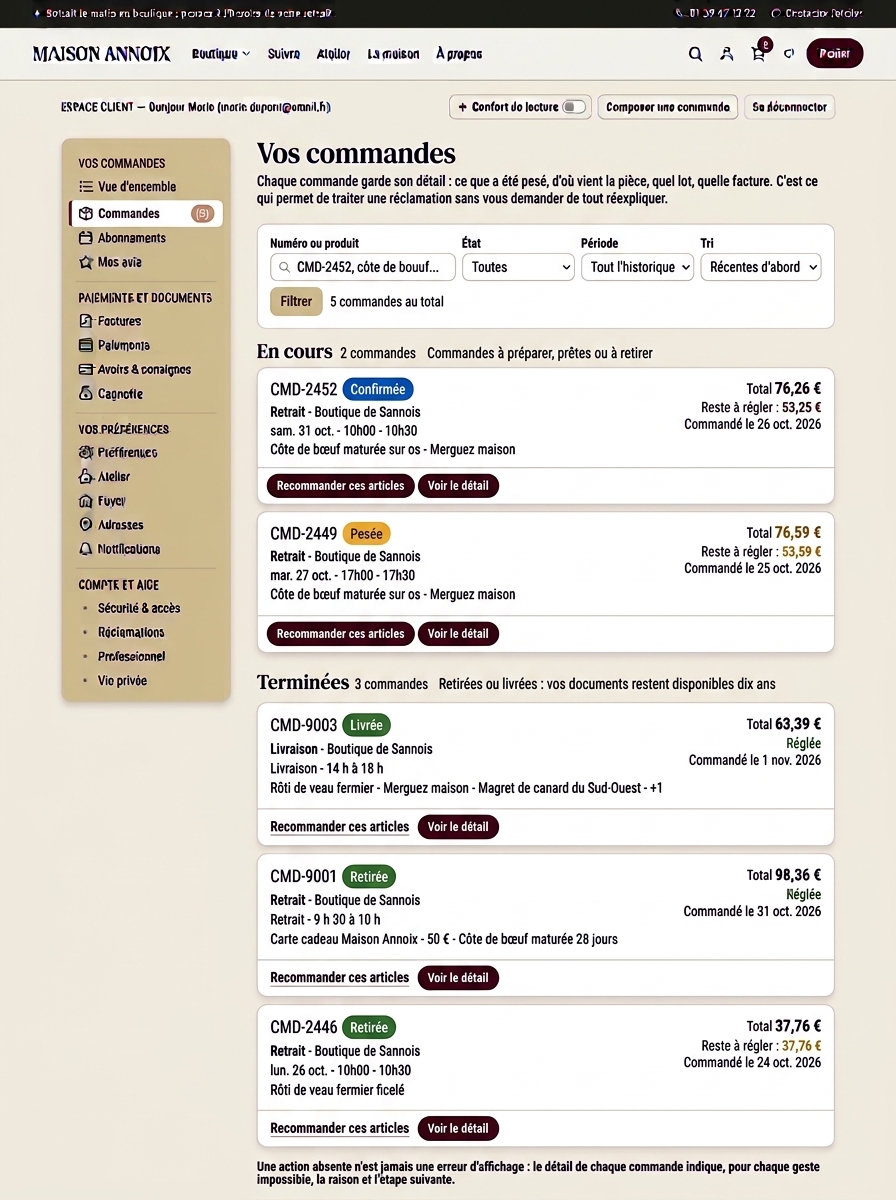 MAISON ANNOIX
Boutique
Suivre
Atelier
La maison
À propos
Panier
ESPACE CLIENT — Bonjour
Confort de lecture
Composer une commande
Se déconnecter
VOS COMMANDES
Vue d'ensemble
Commandes
Abonnements
Mos avis
PAIEMENTS ET DOCUMENTS
Factures
Paiements
Avoirs & consignes
Cagnotte
VOS PRÉFÉRENCES
Préférences
Atelier
Foyer
Adresses
Notifications
COMPTE ET AIDE
Sécurité & accès
Réclamations
Professionnel
Vie privée
Vos commandes
Chaque commande garde son détail : ce que a été pesé, d'où vient la pièce, quel lot, quelle facture. C'est ce
qui permet de traiter une réclamation sans vous demander de tout réexpliquer.
Numéro ou produit
État
Période
Tri
CMD-2452, côte de bouuf...
Toutes
Tout l'historique
Récentes d'abord
Filtrer
5 commandes au total
En cours 2 commandes Commandes à préparer, prêtes ou à retirer
CMD-2452 Confirmée
Total 76,26 €
Retrait - Boutique de Sannois
Reste à régler : 53,25 €
sam. 31 oct. - 10h00 - 10h30
Commandé le 26 oct. 2026
Côte de bœuf maturée sur os - Merguez maison
Recommander ces articles
Voir le détail
CMD-2449 Pesée
Total 76,59 €
Retrait - Boutique de Sannois
Reste à régler : 53,59 €
mar. 27 oct. - 17h00 - 17h30
Commandé le 25 oct. 2026
Côte de bœuf maturée sur os - Merguez maison
Recommander ces articles
Voir le détail
Terminées 3 commandes Retirées ou livrées : vos documents restent disponibles dix ans
CMD-9003 Livrée
Total 63,39 €
Livraison - Boutique de Sannois
Réglée
Livraison - 14 h à 18 h
Commandé le 1 nov. 2026
Rôti de veau fermier - Merguez maison - Magret de canard du Sud-Ouest - +1
Recommander ces articles
Voir le détail
CMD-9001 Retirée
Total 98,36 €
Retrait - Boutique de Sannois
Néglée
Retrait - 9 h 30 à 10 h
Commandé le 31 oct. 2026
Carte cadeau Maison Annoix - 50 € - Côte de bœuf maturée 28 jours
Recommander ces articles
Voir le détail
CMD-2446 Retirée
Total 37,76 €
Retrait - Boutique de Sannois
Reste à régler : 37,76 €
lun. 26 oct. - 10h00 - 10h30
Commandé le 24 oct. 2026
Rôti de veau fermier ficelé
Recommander ces articles
Voir le détail
Une action absente n'est jamais une erreur d'affichage : le détail de chaque commande indique, pour chaque geste
impossible, la raison et l'étape suivante.